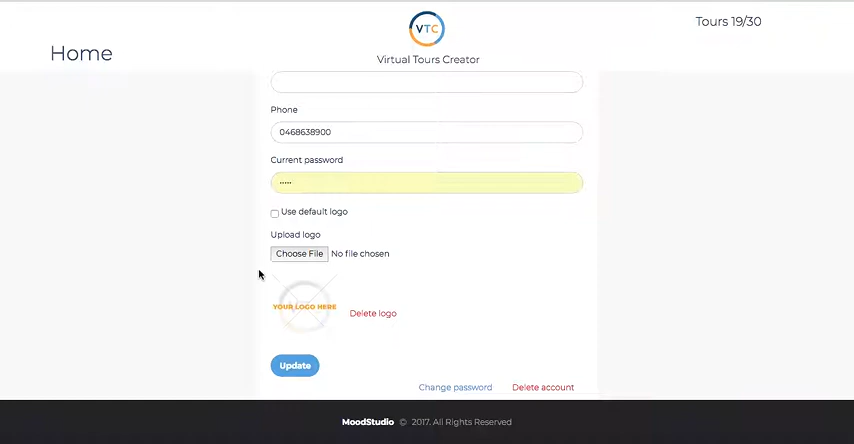 Tours 19/30
VTC
Home
Virtual Tours Creator
Phone
0468638900
Current password
•••••
Use default logo
Upload logo
Choose File No file chosen
YOUR LOGO HERE
Delete logo
Update
Change password Delete account
MoodStudio © 2017. All Rights Reserved